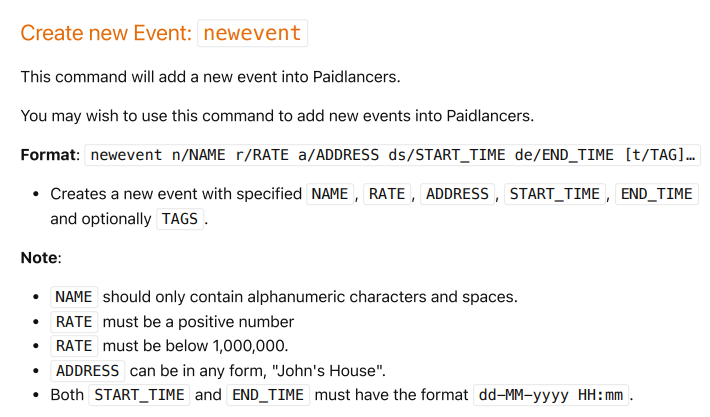 Create new Event: newevent
This command will add a new event into Paidlancers.
You may wish to use this command to add new events into Paidlancers.
Format: newevent n/NAME r/RATE a/ADDRESS ds/START_TIME de/END_TIME [t/TAG]…
• Creates a new event with specified NAME, RATE, ADDRESS, START_TIME, END_TIME
and optionally TAGS.
Note:
• NAME should only contain alphanumeric characters and spaces.
• RATE must be a positive number
• RATE must be below 1,000,000.
• ADDRESS can be in any form, "John's House".
• Both START_TIME and END_TIME must have the format dd-MM-yyyy HH:mm.